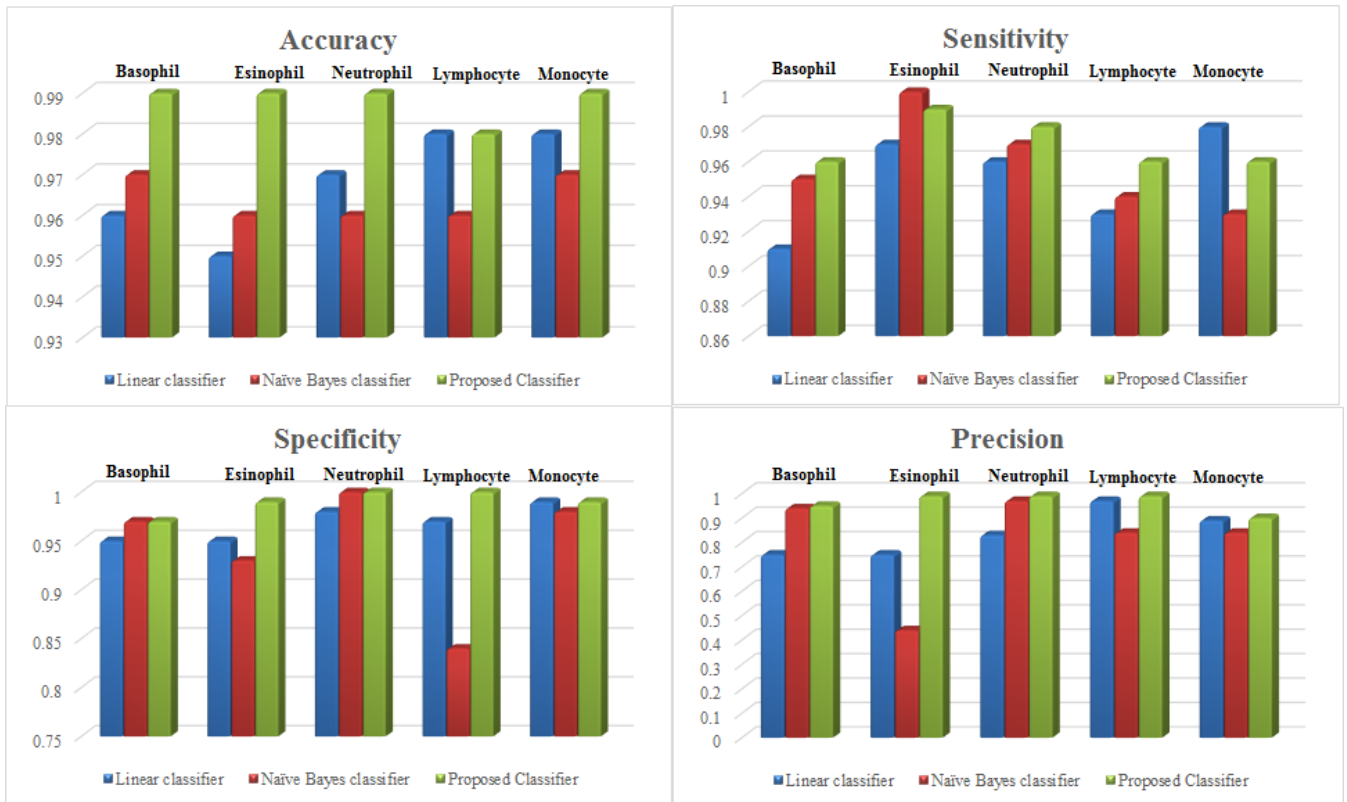 Accuracy
Basophil Esinophil Neutrophil Lymphocyte Monocyte
0.99
0.98
0.97
0.96
0.95
0.94
0.93
Linear classifier Naïve Bayes classifier Proposed Classifier
Sensitivity
Basophil Esinophil Neutrophil Lymphocyte Monocyte
1
0.98
0.96
0.94
0.92
0.9
0.88
0.86
Linear classifier Naïve Bayes classifier Proposed Classifier
Specificity
Basophil Esinophil Neutrophil Lymphocyte Monocyte
1
0.95
0.9
0.85
0.8
0.75
Linear classifier Naïve Bayes classifier Proposed Classifier
Precision
Basophil Esinophil Neutrophil Lymphocyte Monocyte
1
0.9
0.8
0.7
0.6
0.5
0.4
0.3
0.2
0.1
0
Linear classifier Naïve Bayes classifier Proposed Classifier